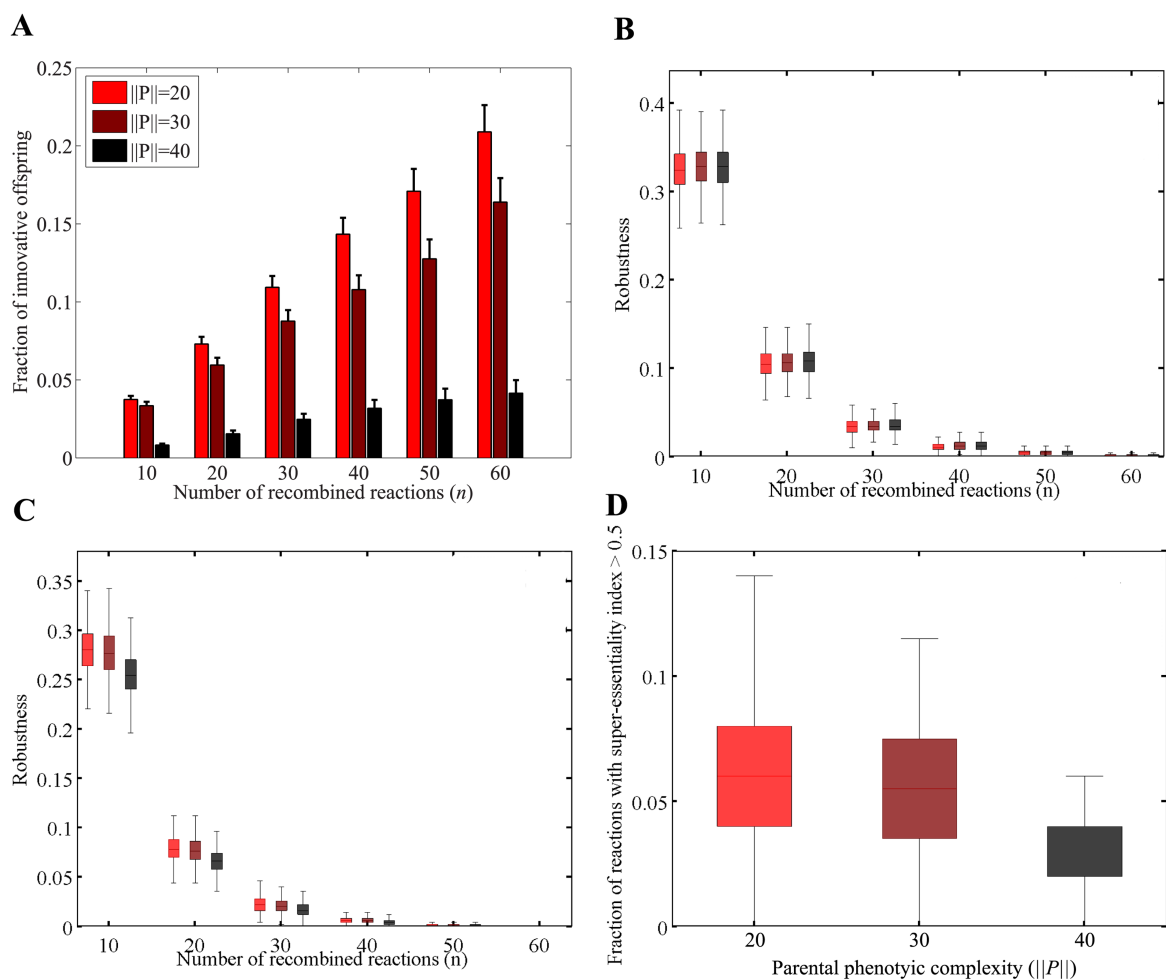 A
Fraction of innovative offspring
0.25
0.2
0.15
0.1
0.05
0
||P||=20
||P||=30
||P||=40
10 20 30 40 50 60
Number of recombined reactions (n)
B
Robustness
0.4
0.3
0.2
0.1
0.0
10 20 30 40 50 60
Number of recombined reactions (n)
C
Robustness
0.35
0.3
0.25
0.2
0.15
0.1
0.05
0
10 20 30 40 50 60
Number of recombined reactions (n)
D
Fraction of reactions with super-essentiality index > 0.5
0.15
0.1
0.05
0
20 30 40
Parental phenotyic complexity (||P||)